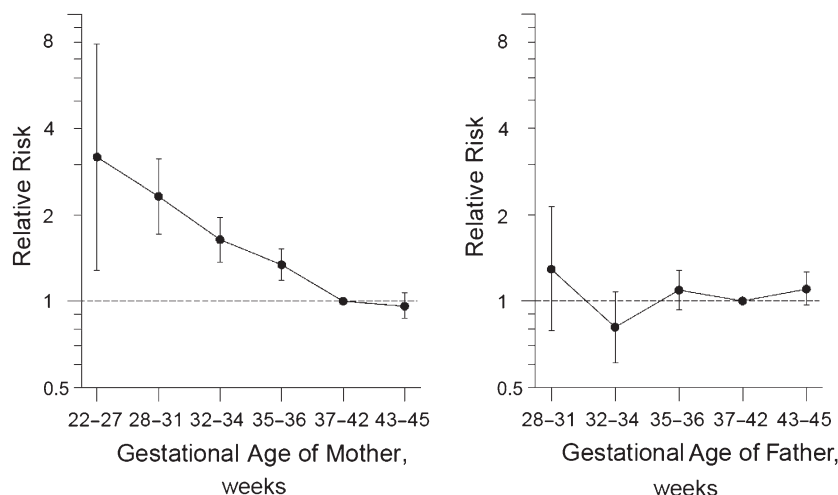 8
4
2
1
0.5
Relative Risk
22–27 28–31 32–34 35–36 37–42 43–45
Gestational Age of Mother,
weeks
8
4
2
1
0.5
Relative Risk
28–31 32–34 35–36 37–42 43–45
Gestational Age of Father,
weeks